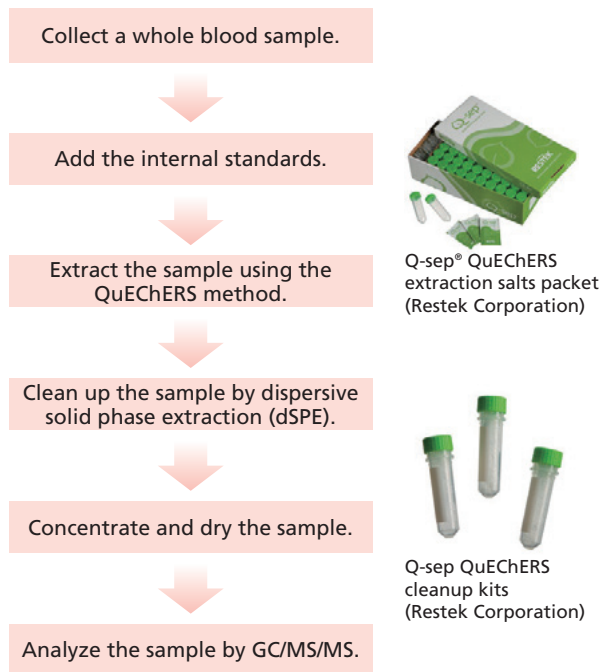 Collect a whole blood sample.
Add the internal standards.
Q-sep
RESTEK
Extract the sample using the
QuEChERS method.
Q-sep® QuEChERS
extraction salts packet
(Restek Corporation)
Clean up the sample by dispersive
solid phase extraction (dSPE).
Concentrate and dry the sample.
Q-sep QuEChERS
cleanup kits
(Restek Corporation)
Analyze the sample by GC/MS/MS.